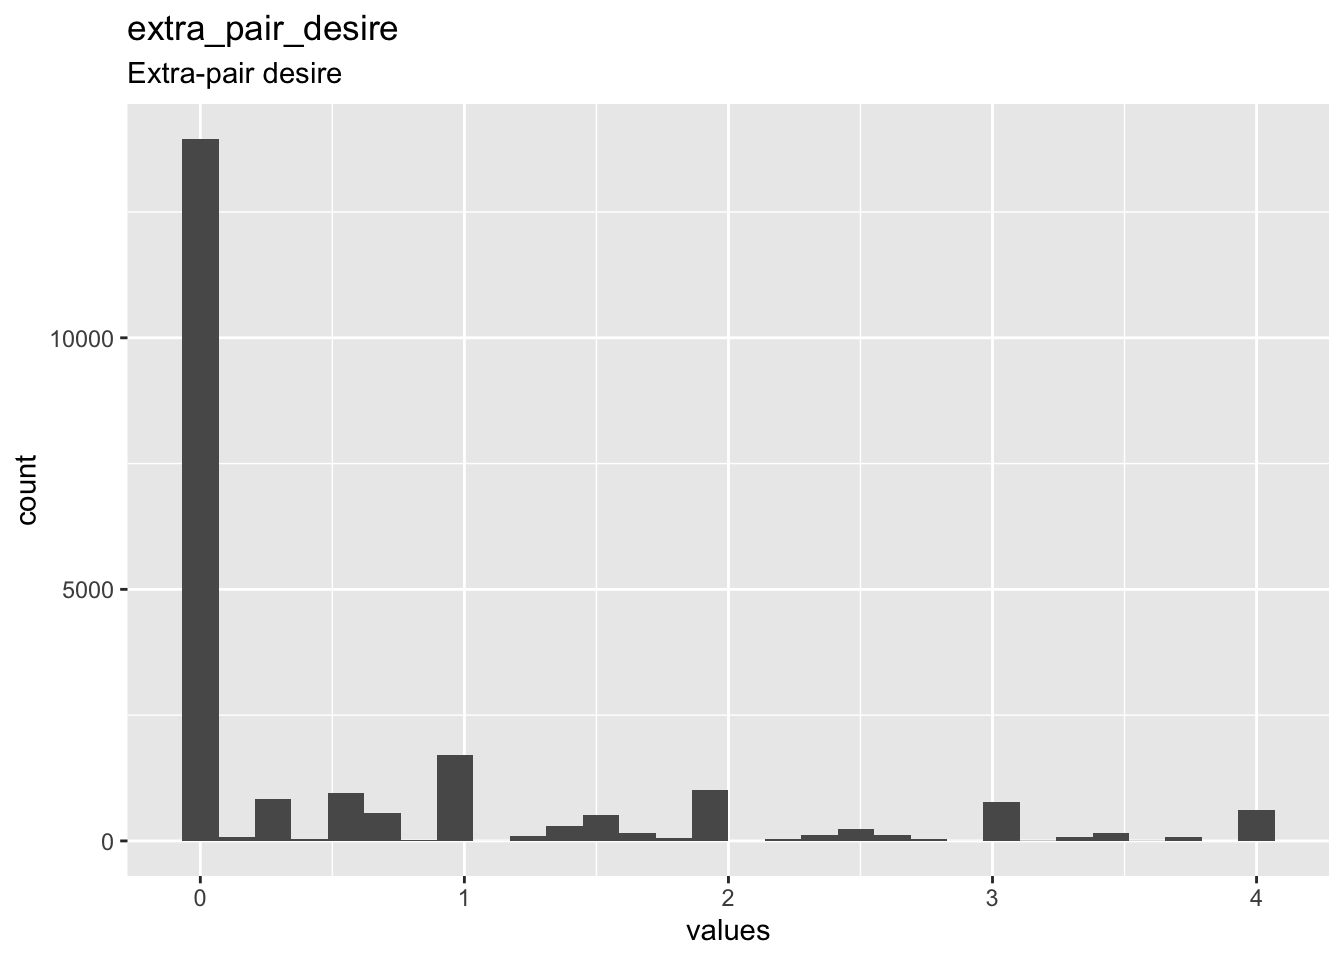 extra_pair_desire
Extra-pair desire
count
10000
5000
0
0 1 2 3 4
values